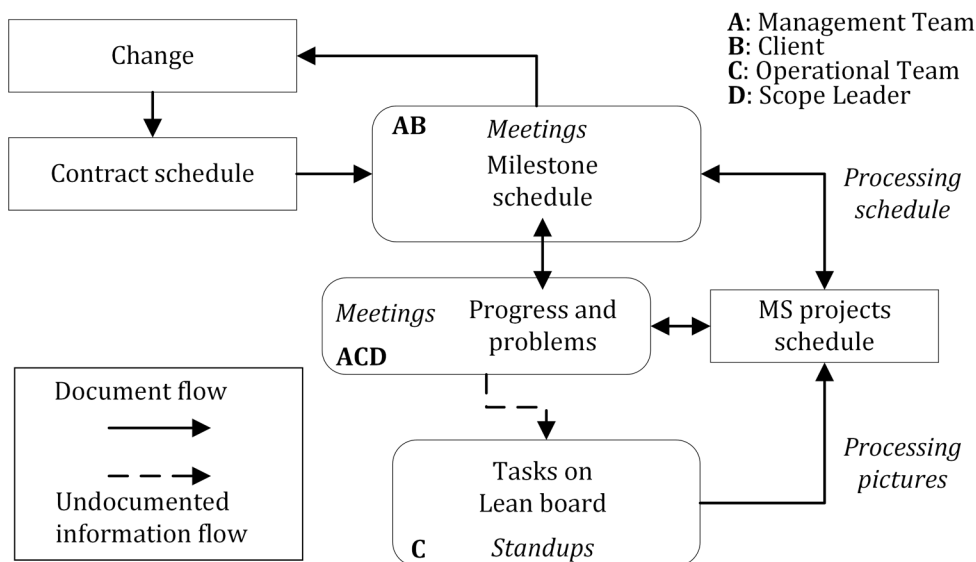 Change
Contract schedule
AB
Meetings
Milestone
schedule
A: Management Team
B: Client
C: Operational Team
D: Scope Leader
Processing
schedule
Meetings
Progress and
problems
ACD
MS projects
schedule
Document flow
Undocumented
information flow
Tasks on
Lean board
C
Standups
Processing
pictures